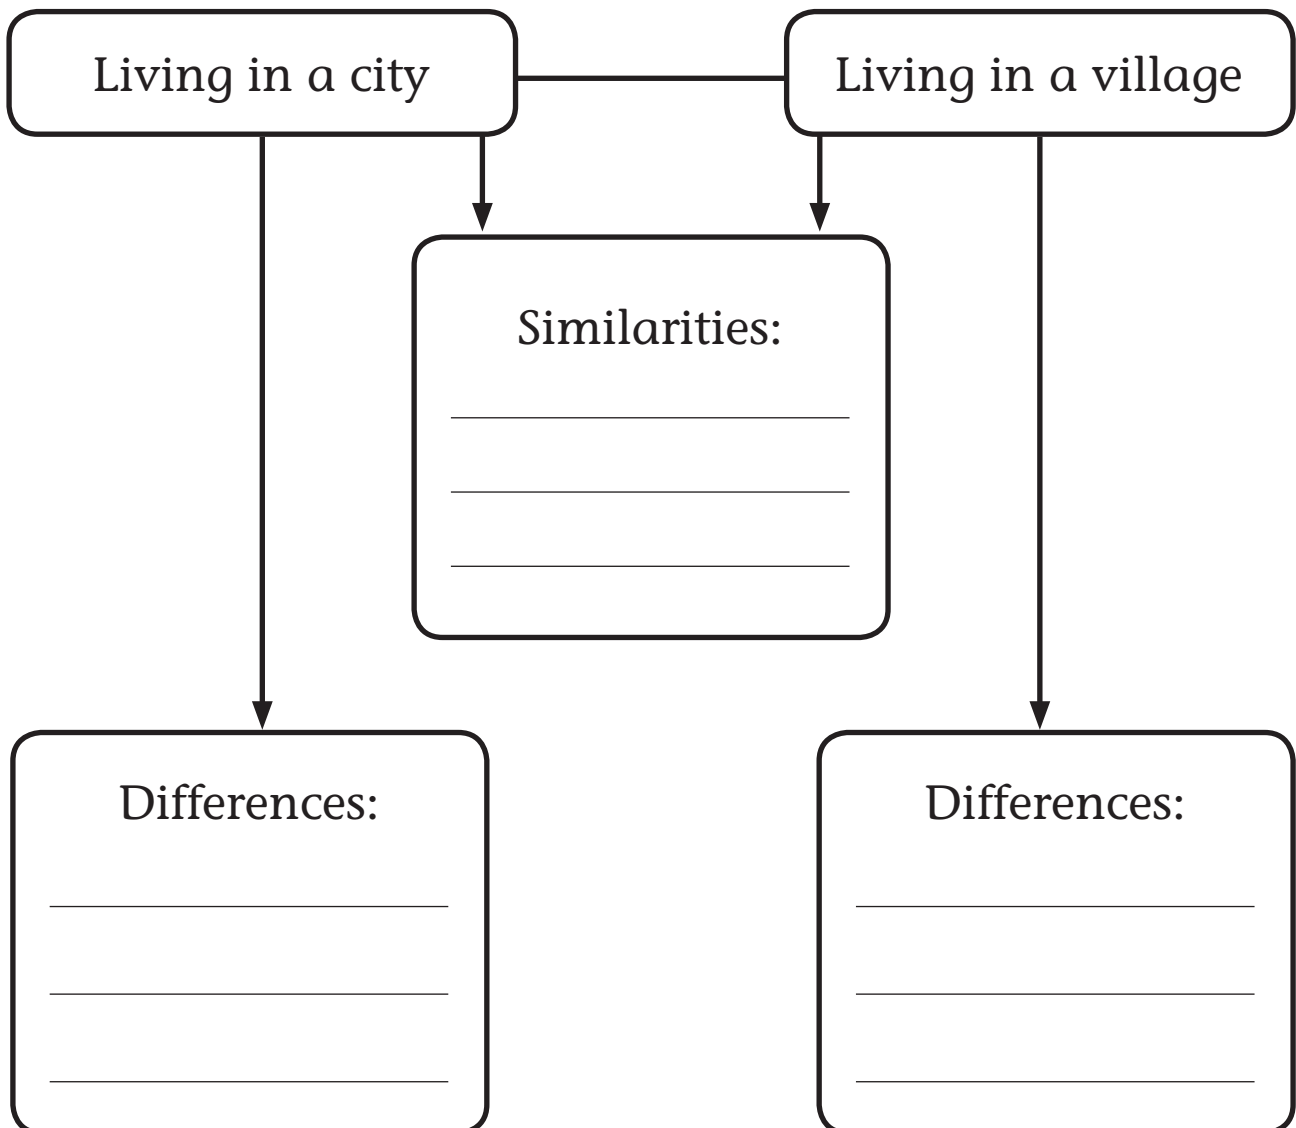 Living in a city
Living in a village
Similarities:
Differences:
Differences: